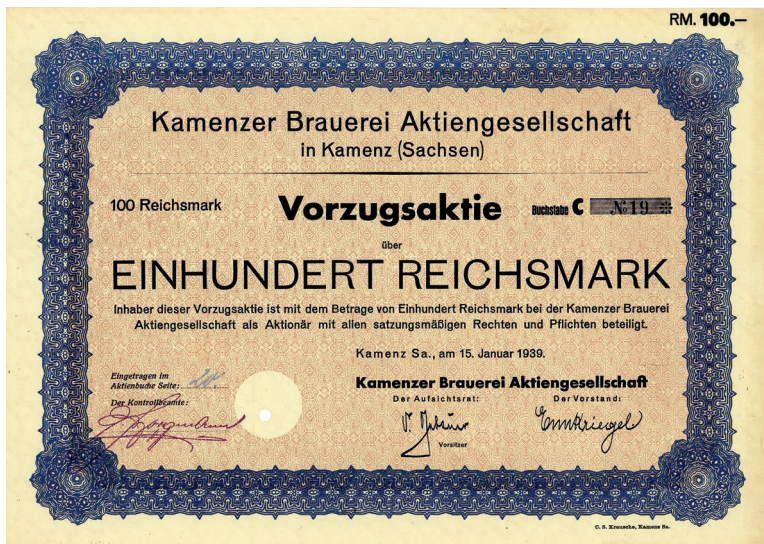 RM. 100.—
Kamenzer Brauerei Aktiengesellschaft
in Kamenz (Sachsen)
100 Reichsmark
Vorzugsaktie
Buchstabe C № 19 ※
über
EINHUNDERT REICHSMARK
Inhaber dieser Vorzugsaktie ist mit dem Betrage von Einhundert Reichsmark bei der Kamenzer Brauerei
Aktiengesellschaft als Aktionär mit allen satzungsmäßigen Rechten und Pflichten beteiligt.
Kamenz Sa., am 15. Januar 1939.
Eingetragen im
Aktienbuche Seite:
Der Kontrollbeamte:
Kamenzer Brauerei Aktiengesellschaft
Der Aufsichtsrat: Der Vorstand:
Vorsitzer
C. S. Krausche, Kamenz Sa.